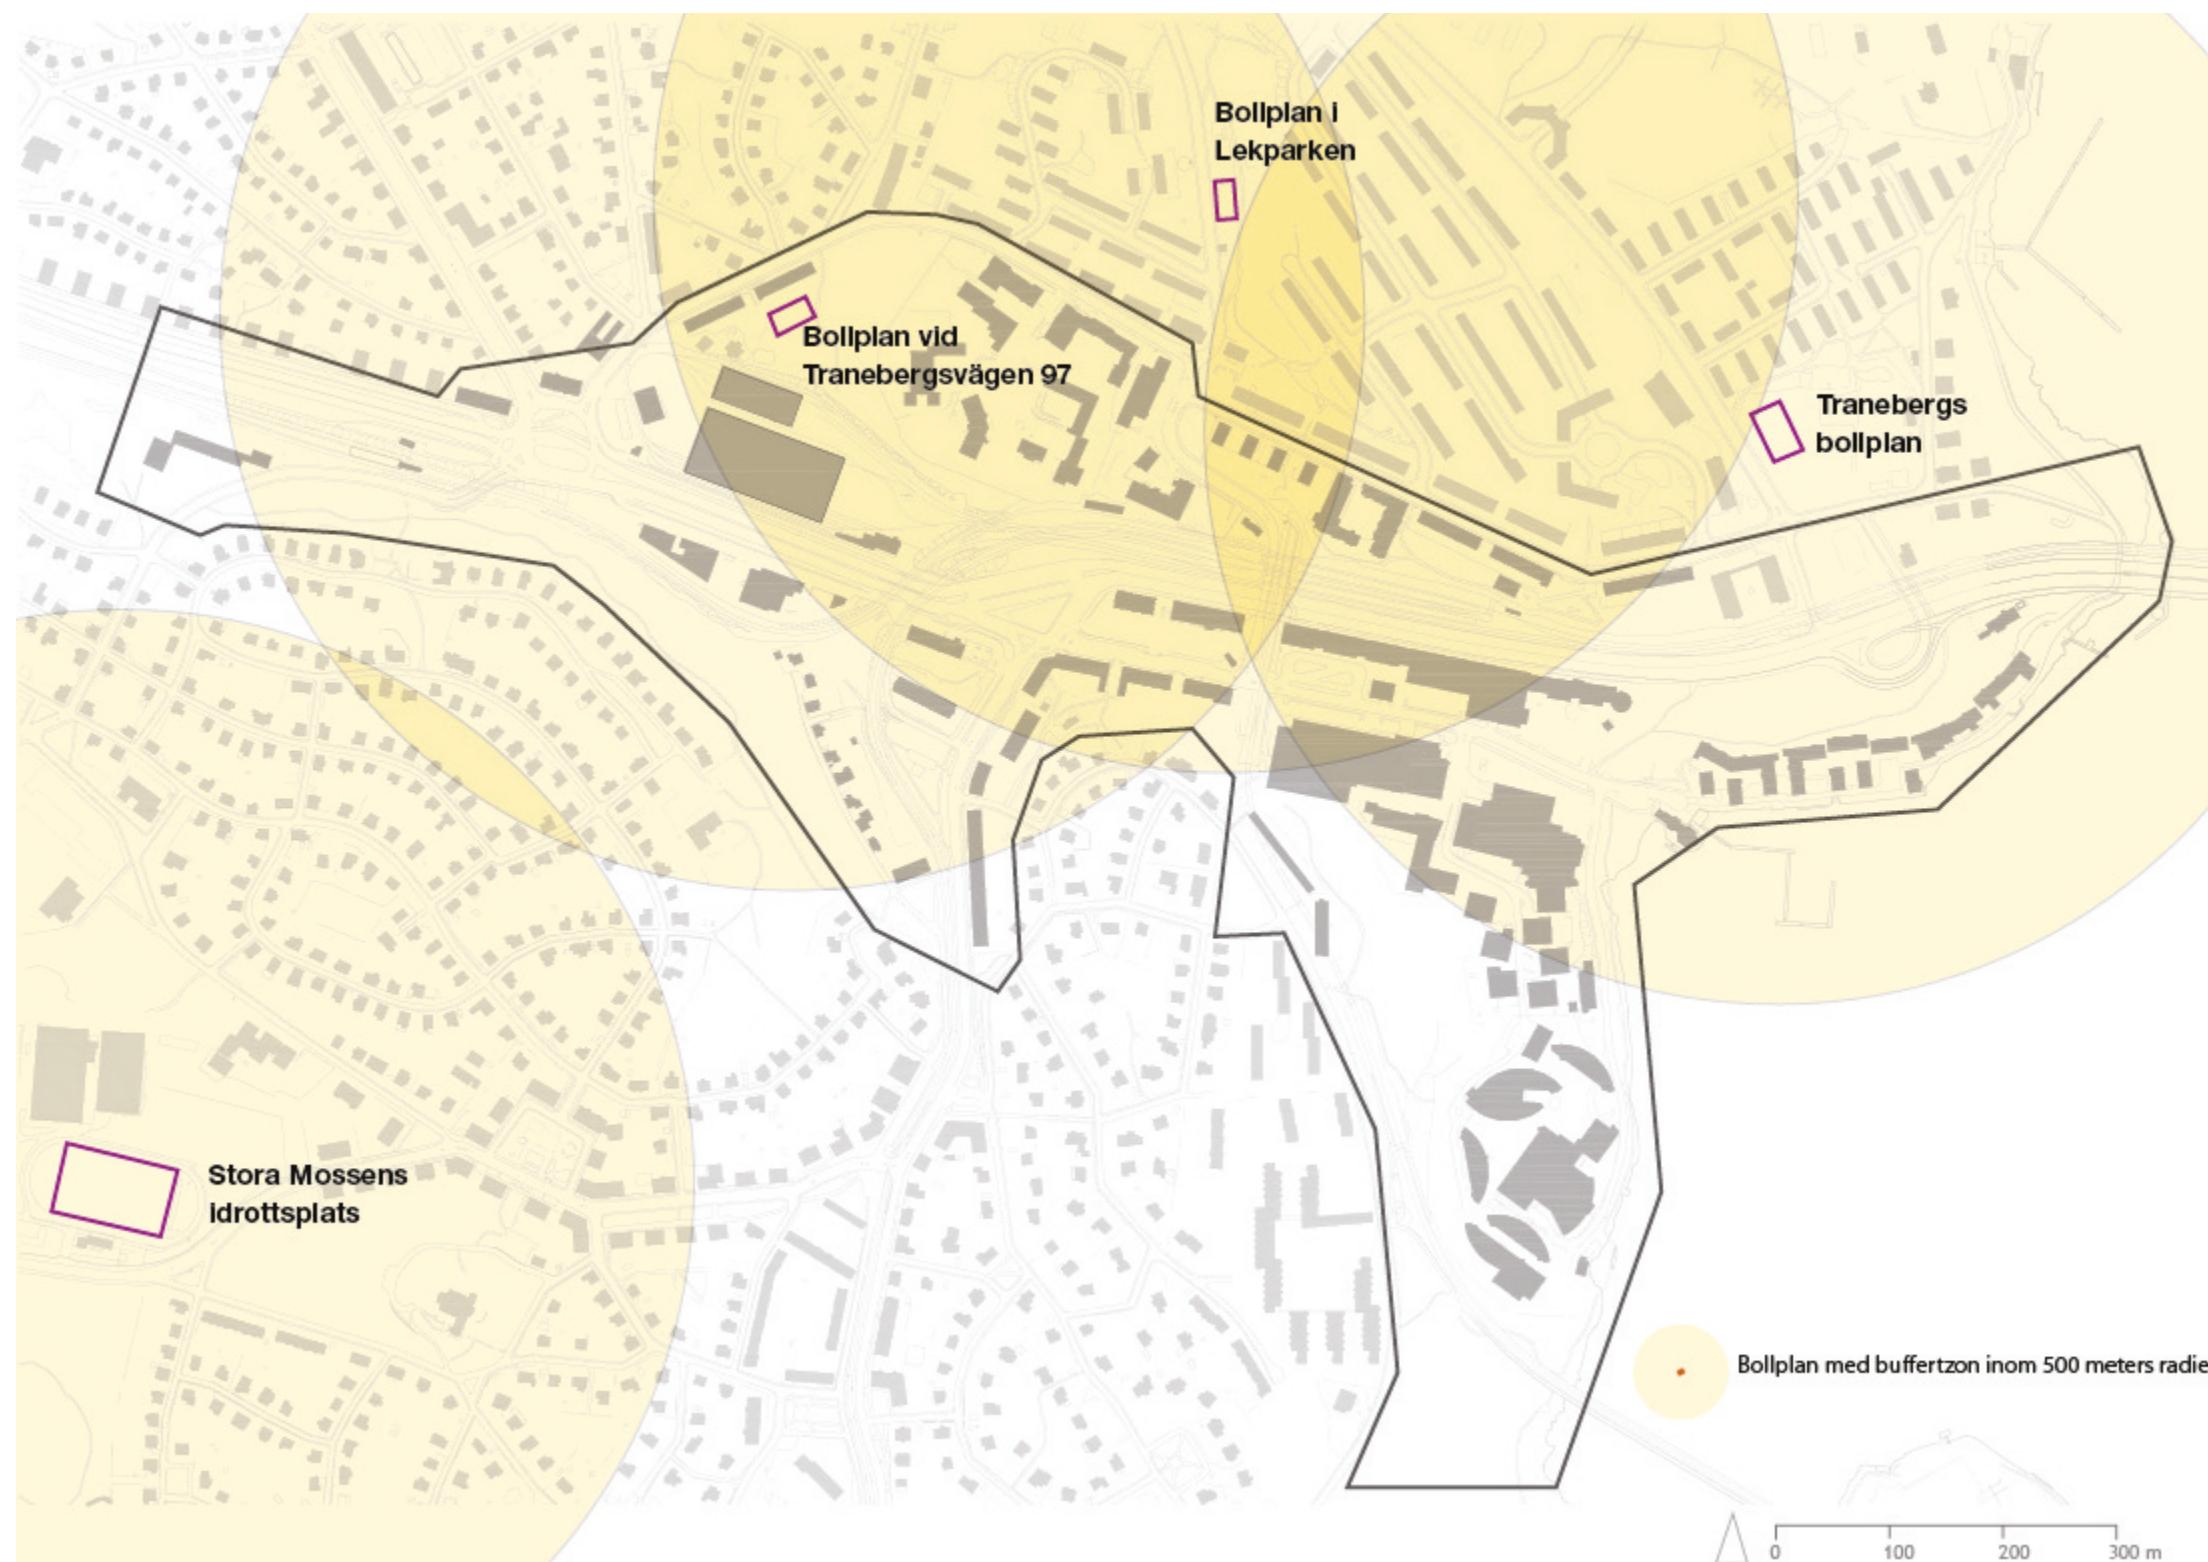 Bollplan i
Lekparken
Bollplan vid
Tranebergsvägen 97
Tranebergs
bollplan
Stora Mossens
idrottsplats
Bollplan med buffertzon inom 500 meters radie
0 100 200 300 m